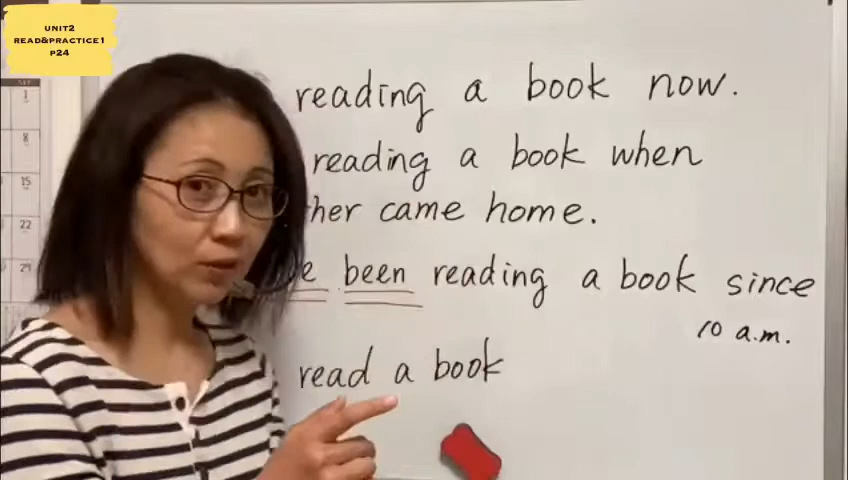 UNIT2
READ&PRACTICE1
P24
reading a book now.
reading a book when
her came home.
been reading a book since
10 a.m.
read a book
1
8
15
22
29